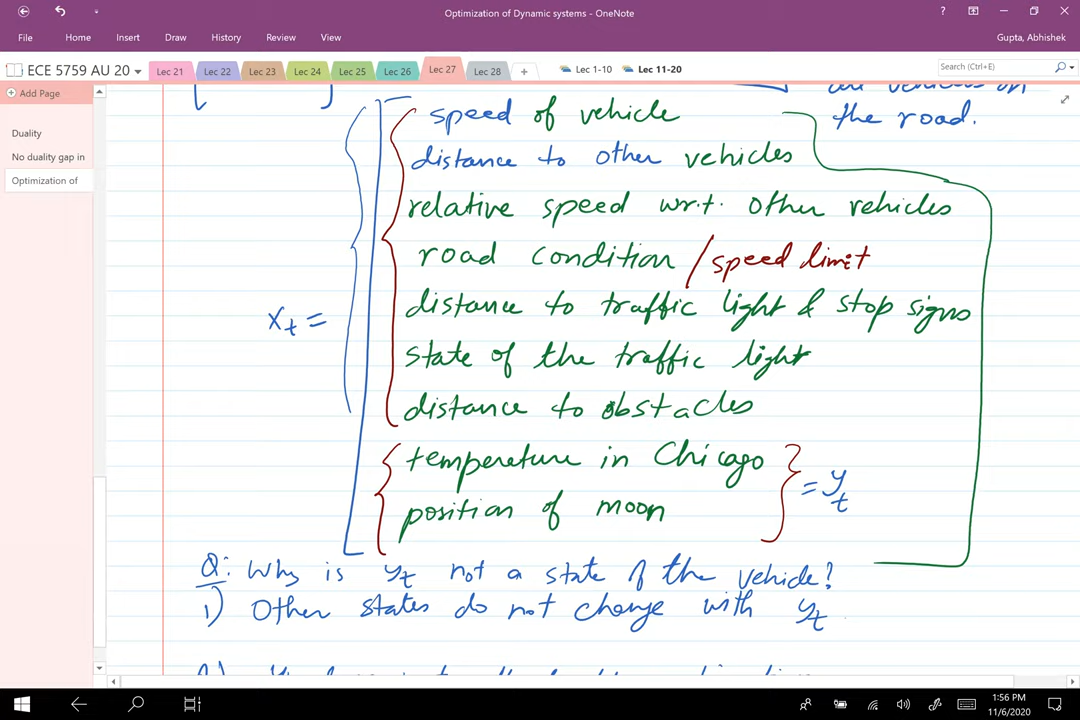 Optimization of Dynamic systems - OneNote
Gupta, Abhishek
File Home Insert Draw History Review View
ECE 5759 AU 20 Lec 21 Lec 22 Lec 23 Lec 24 Lec 25 Lec 26 Lec 27 Lec 28 Lec 1-10 Lec 11-20 Search (Ctrl+E)
Add Page
Duality
No duality gap in
Optimization of
the road.
speed of vehicle
distance to other vehicles
relative speed w.r.t. other vehicles
road condition / speed limit
distance to traffic light & stop signs
x_t =
state of the traffic light
distance to obstacles
temperature in Chicago
= y_t
position of moon
Q: Why is y_t not a state of the vehicle?
1) Other states do not change with y_t
1:56 PM
11/6/2020